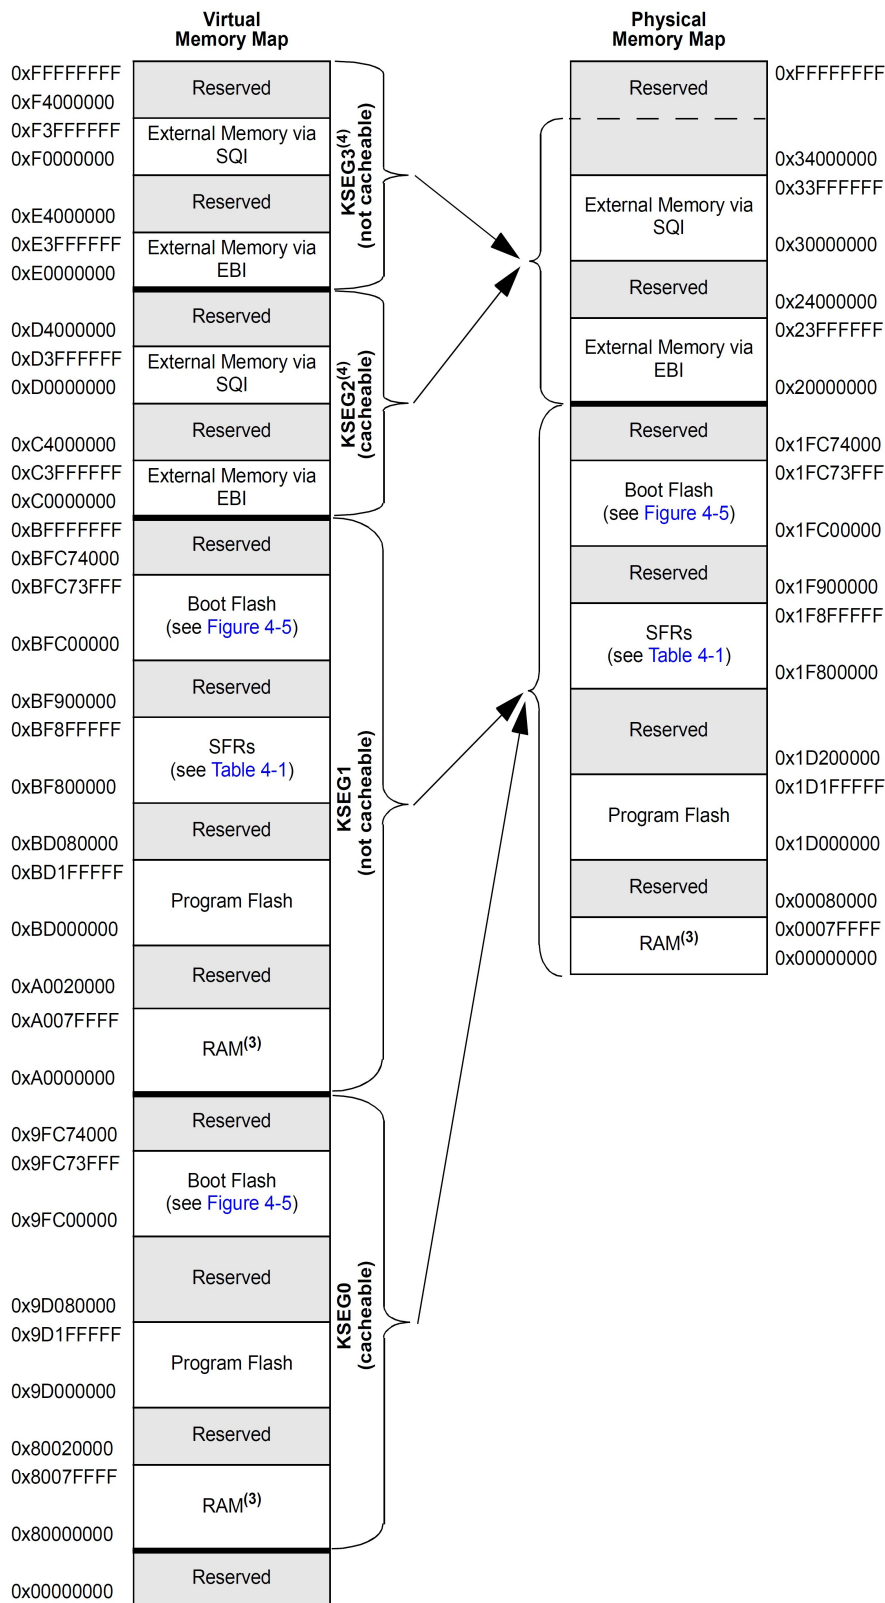 Virtual
Memory Map
0xFFFFFFFF
Reserved
0xF4000000
0xF3FFFFFF
External Memory via
SQI
0xF0000000
Reserved
0xE4000000
0xE3FFFFFF
External Memory via
EBI
0xE0000000
KSEG3(4)
(not cacheable)
Reserved
0xD4000000
0xD3FFFFFF
External Memory via
SQI
0xD0000000
Reserved
0xC4000000
0xC3FFFFFF
External Memory via
EBI
0xC0000000
KSEG2(4)
(cacheable)
0xBFFFFFFF
Reserved
0xBFC74000
0xBFC73FFF
Boot Flash
(see Figure 4-5)
0xBFC00000
Reserved
0xBF900000
0xBF8FFFFF
SFRs
(see Table 4-1)
0xBF800000
Reserved
0xBD080000
0xBD1FFFFF
Program Flash
0xBD000000
Reserved
0xA0020000
0xA007FFFF
RAM(3)
0xA0000000
KSEG1
(not cacheable)
Reserved
0x9FC74000
0x9FC73FFF
Boot Flash
(see Figure 4-5)
0x9FC00000
Reserved
0x9D080000
0x9D1FFFFF
Program Flash
0x9D000000
Reserved
0x80020000
0x8007FFFF
RAM(3)
0x80000000
KSEG0
(cacheable)
Reserved
0x00000000
Physical
Memory Map
0xFFFFFFFF
Reserved
0x34000000
0x33FFFFFF
External Memory via
SQI
0x30000000
Reserved
0x24000000
0x23FFFFFF
External Memory via
EBI
0x20000000
Reserved
0x1FC74000
0x1FC73FFF
Boot Flash
(see Figure 4-5)
0x1FC00000
Reserved
0x1F900000
0x1F8FFFFF
SFRs
(see Table 4-1)
0x1F800000
Reserved
0x1D200000
0x1D1FFFFF
Program Flash
0x1D000000
Reserved
0x00080000
0x0007FFFF
RAM(3)
0x00000000